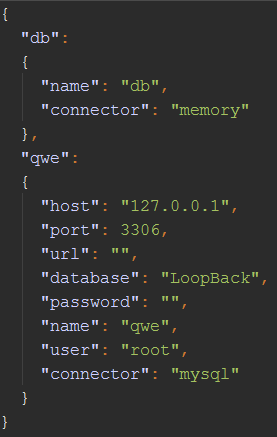 {
"db":
{
"name": "db",
"connector": "memory"
},
"qwe":
{
"host": "127.0.0.1",
"port": 3306,
"url": "",
"database": "LoopBack",
"password": "",
"name": "qwe",
"user": "root",
"connector": "mysql"
}
}